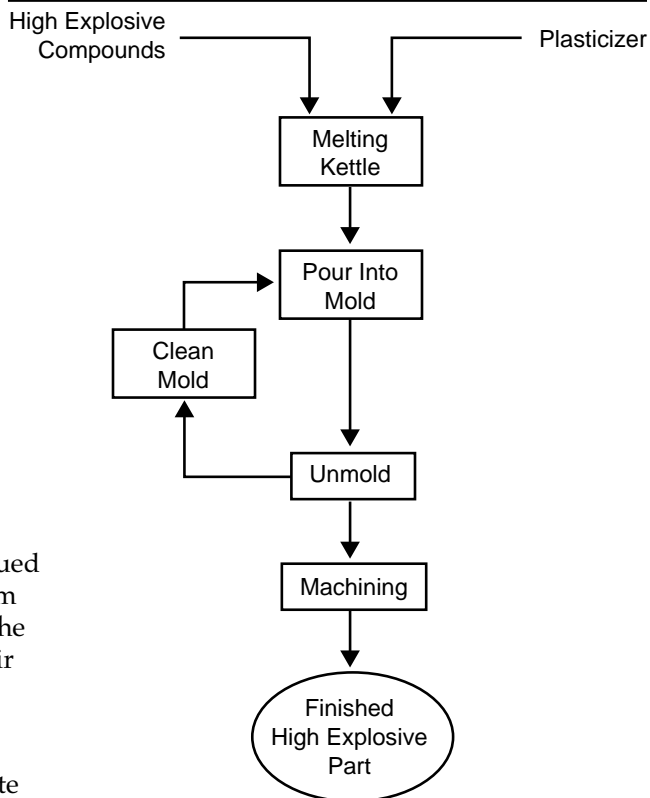 High Explosive
Compounds
Plasticizer
Melting
Kettle
Pour Into
Mold
Clean
Mold
Unmold
Machining
Finished
High Explosive
Part